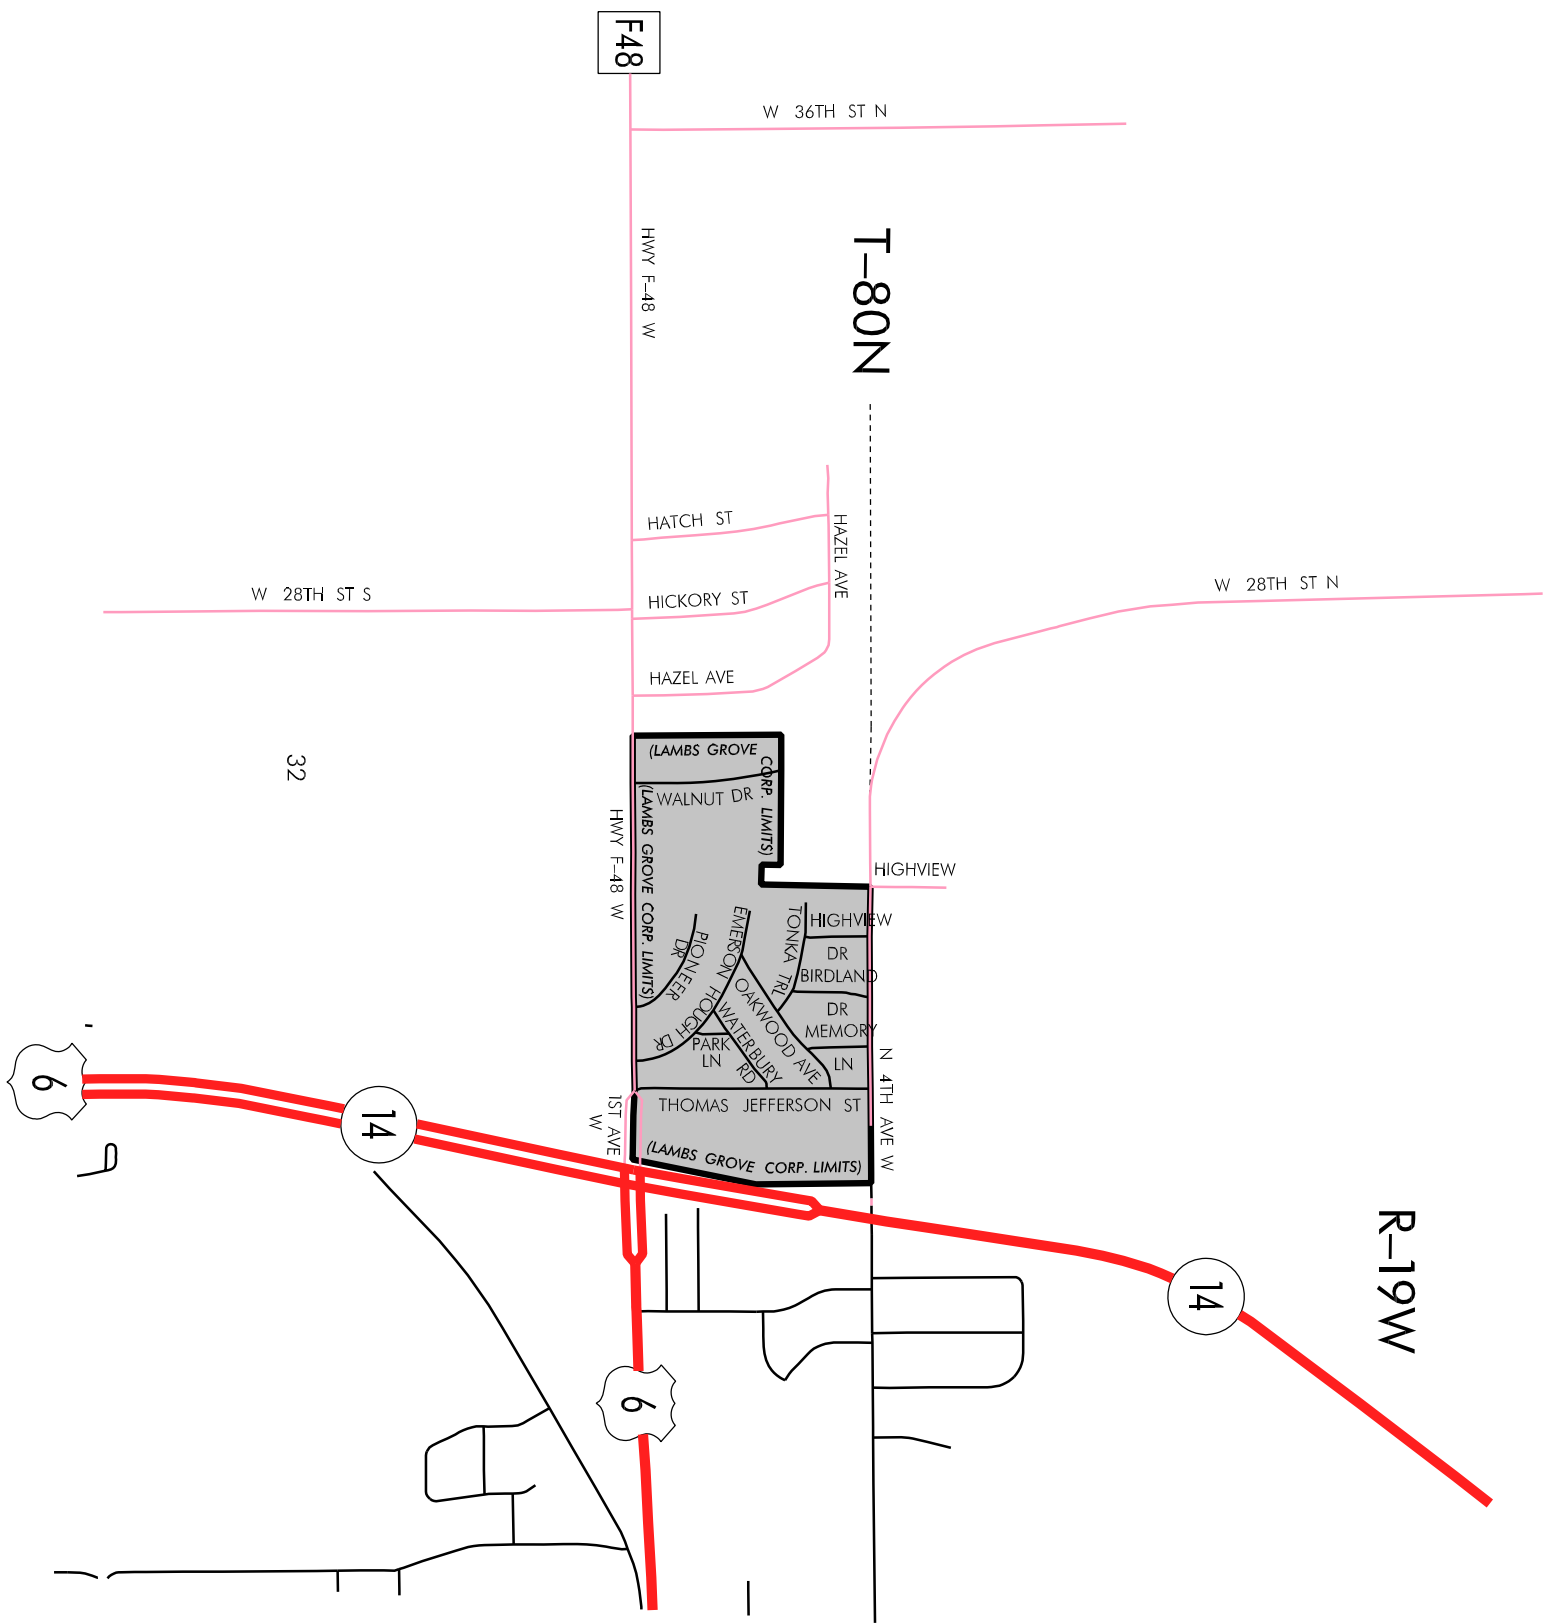 F48
W 36TH ST N
HWY F-48 W
T-80N
HATCH ST
HAZEL AVE
HICKORY ST
W 28TH ST S
W 28TH ST N
HAZEL AVE
32
(LAMBS GROVE
CORP. LIMITS)
WALNUT DR
(LAMBS GROVE CORP. LIMITS)
HWY F-48 W
HIGHVIEW
HIGHVIEW
DR
TONKA TRL
EMERSON HOUGH DR
PIONEER
DR
BIRDLAND
DR
OAKWOOD AVE
WATERBURY
RD
MEMORY
LN
PARK
LN
N 4TH AVE W
1ST AVE
W
THOMAS JEFFERSON ST
(LAMBS GROVE CORP. LIMITS)
6
14
R-19W
14
6